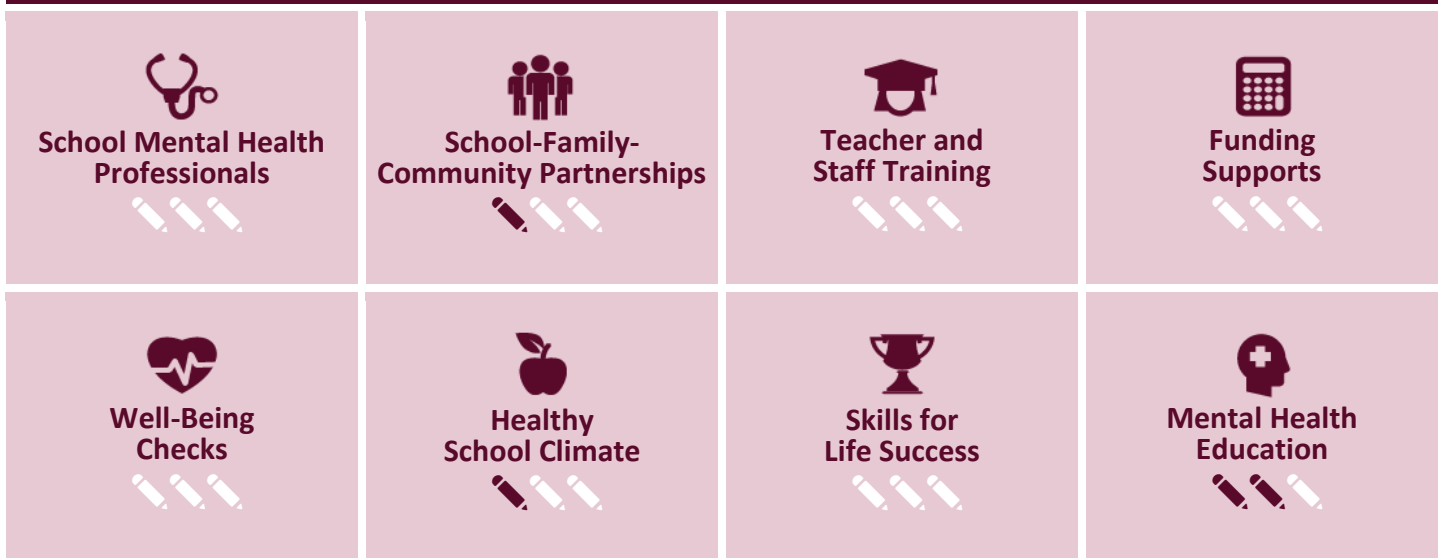 School Mental Health
Professionals
School-Family-
Community Partnerships
Teacher and
Staff Training
Funding
Supports
Well-Being
Checks
Healthy
School Climate
Skills for
Life Success
Mental Health
Education